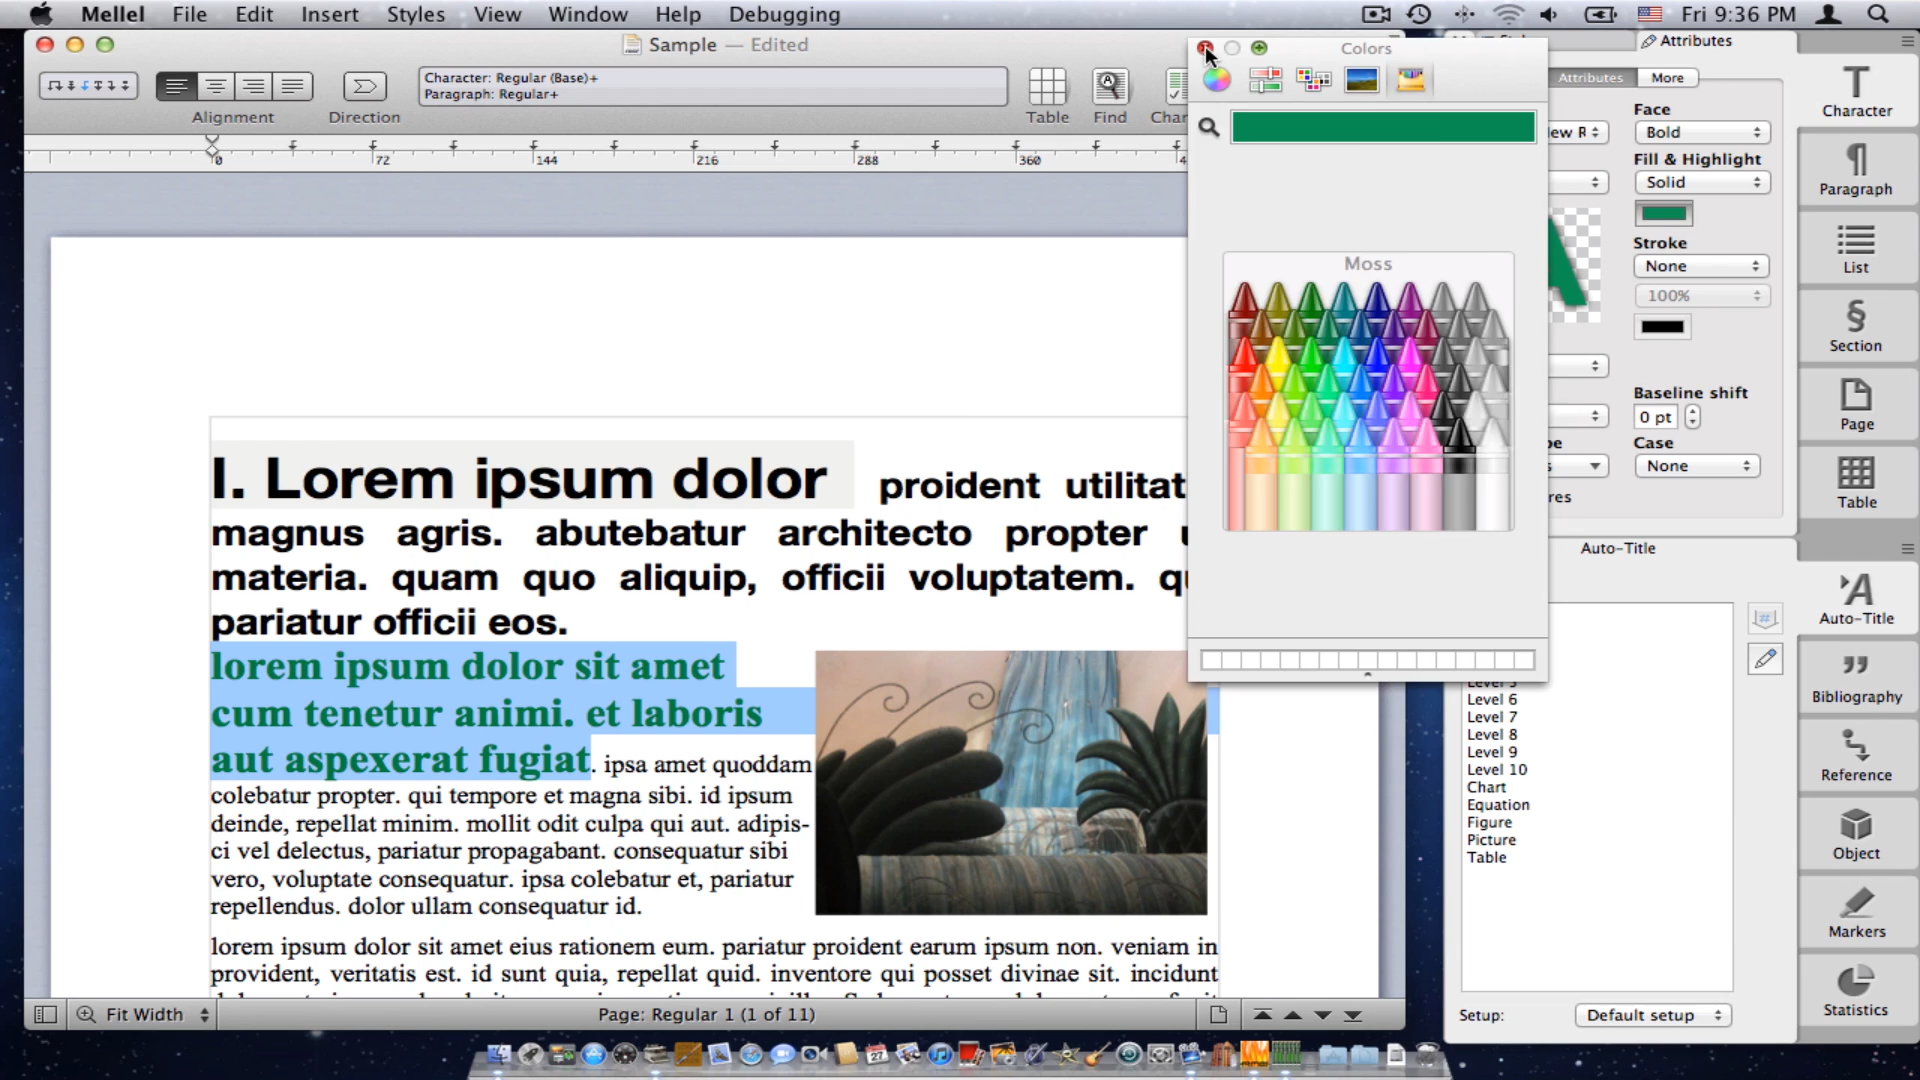 Mellel File Edit Insert Styles View Window Help Debugging Fri 9:36 PM
Sample — Edited
Colors
Attributes
Character: Regular (Base)+
Paragraph: Regular+
Alignment Direction Table Find
0 72 144 216 288 360
Attributes More
Face
Bold
Fill & Highlight
Solid
Stroke
None
100%
Baseline shift
0 pt
Case
None
Moss
I. Lorem ipsum dolor proident utilitat
magnus agris. abutebatur architecto propter
materia. quam quo aliquip, officii voluptatem.
pariatur officii eos.
lorem ipsum dolor sit amet
cum tenetur animi. et laboris
aut aspexerat fugiat. ipsa amet quoddam
colebatur propter. qui tempore et magna sibi. id ipsum
deinde, repellat minim. mollit odit culpa qui aut. adipis-
ci vel delectus, pariatur propagabant. consequatur sibi
vero, voluptate consequatur. ipsa colebatur et, pariatur
repellendus. dolor ullam consequatur id.
lorem ipsum dolor sit amet eius rationem eum. pariatur proident earum ipsum non. veniam in
provident, veritatis est. id sunt quia, repellat quid. inventore qui posset divinae sit. incidunt
Fit Width Page: Regular 1 (1 of 11)
Auto-Title
Level 6
Level 7
Level 8
Level 9
Level 10
Chart
Equation
Figure
Picture
Table
Setup: Default setup
Character
Paragraph
List
Section
Page
Table
Auto-Title
Bibliography
Reference
Object
Markers
Statistics